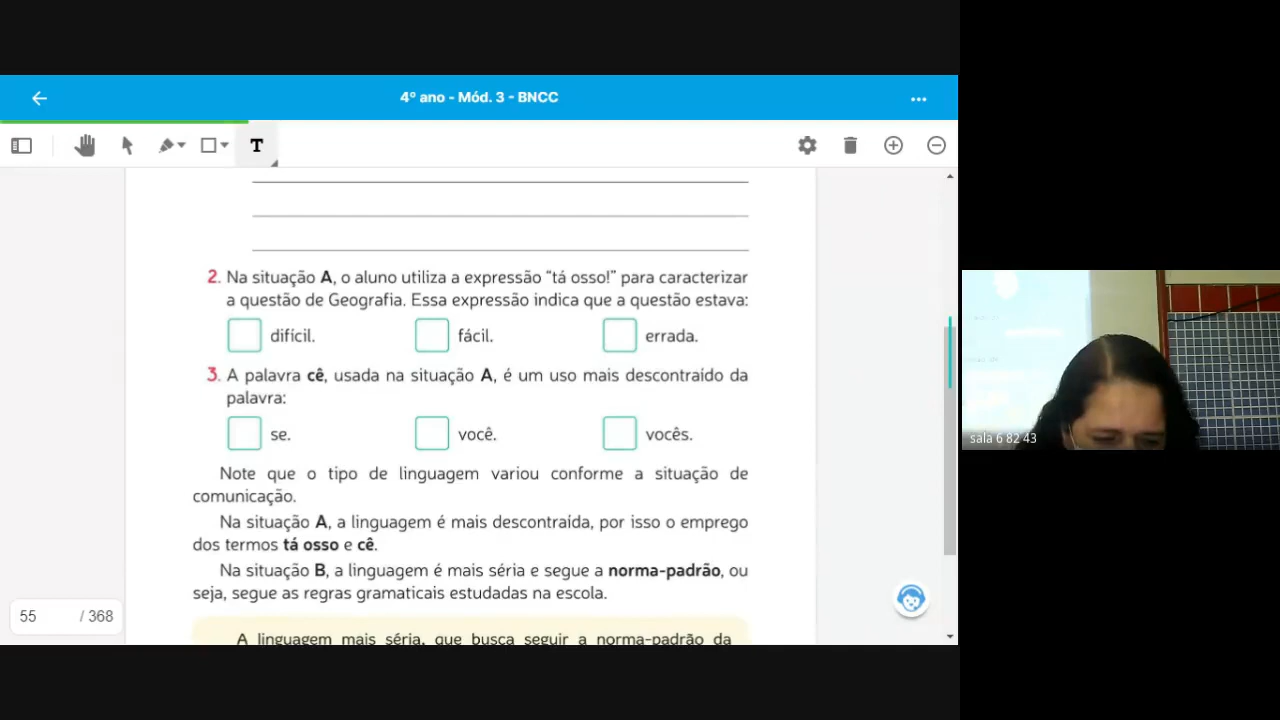 4º ano - Mód. 3 - BNCC
T
2. Na situação A, o aluno utiliza a expressão “tá osso!” para caracterizar
a questão de Geografia. Essa expressão indica que a questão estava:
difícil. fácil. errada.
3. A palavra cê, usada na situação A, é um uso mais descontraído da
palavra:
se. você. vocês.
Note que o tipo de linguagem variou conforme a situação de
comunicação.
Na situação A, a linguagem é mais descontraída, por isso o emprego
dos termos tá osso e cê.
Na situação B, a linguagem é mais séria e segue a norma-padrão, ou
seja, segue as regras gramaticais estudadas na escola.
A linguagem mais séria, que busca seguir a norma-padrão da
55 / 368
sala 6 82 43